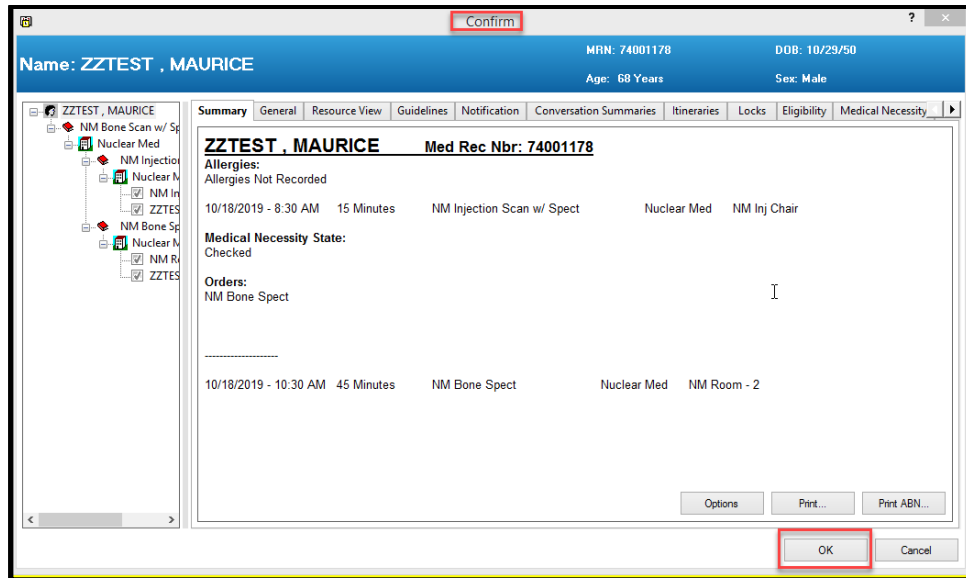 Confirm
?
Name: ZZTEST , MAURICE
MRN: 74001178
DOB: 10/29/50
Age: 68 Years
Sex: Male
ZZTEST , MAURICE
NM Bone Scan w/ Sp
Nuclear Med
NM Injection
Nuclear M
NM In
ZZTES
NM Bone Sp
Nuclear M
NM R
ZZTES
Summary General Resource View Guidelines Notification Conversation Summaries Itineraries Locks Eligibility Medical Necessity
ZZTEST , MAURICE Med Rec Nbr: 74001178
Allergies:
Allergies Not Recorded
10/18/2019 - 8:30 AM 15 Minutes NM Injection Scan w/ Spect Nuclear Med NM Inj Chair
Medical Necessity State:
Checked
Orders:
NM Bone Spect
--------------------
10/18/2019 - 10:30 AM 45 Minutes NM Bone Spect Nuclear Med NM Room - 2
Options Print... Print ABN...
OK Cancel